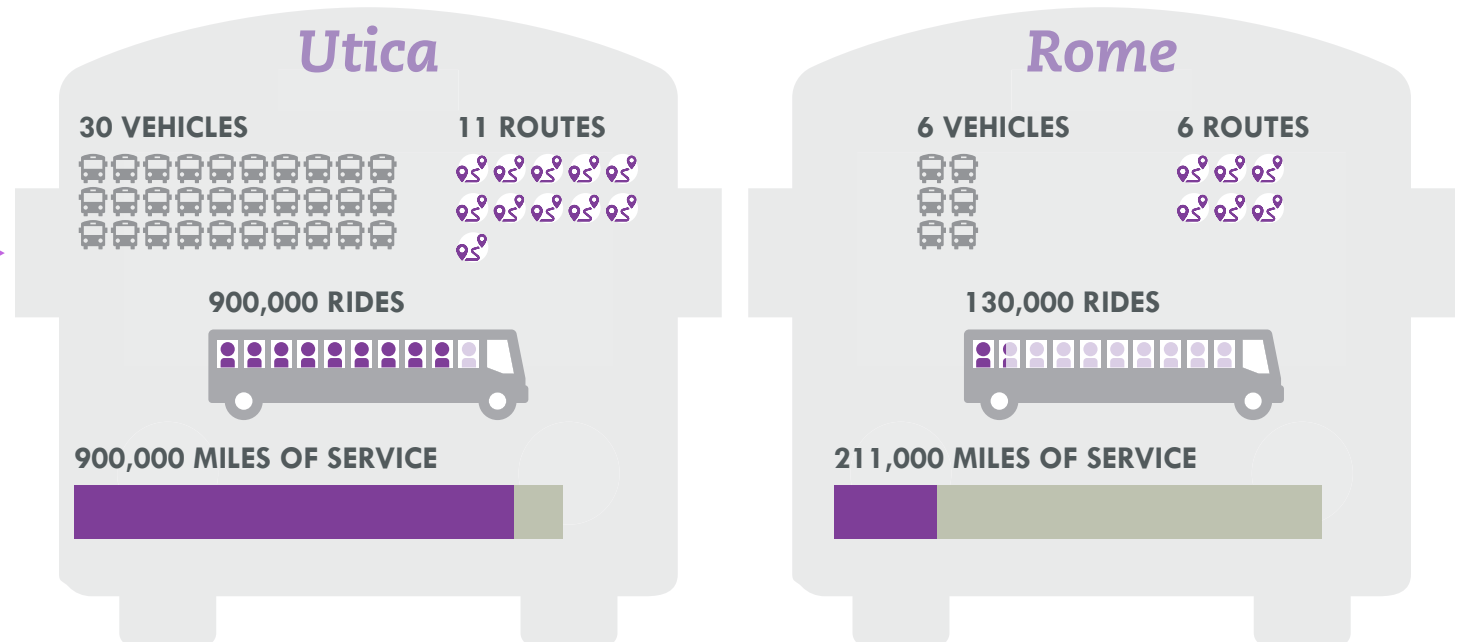 Utica
30 VEHICLES
11 ROUTES
900,000 RIDES
900,000 MILES OF SERVICE
Rome
6 VEHICLES
6 ROUTES
130,000 RIDES
211,000 MILES OF SERVICE